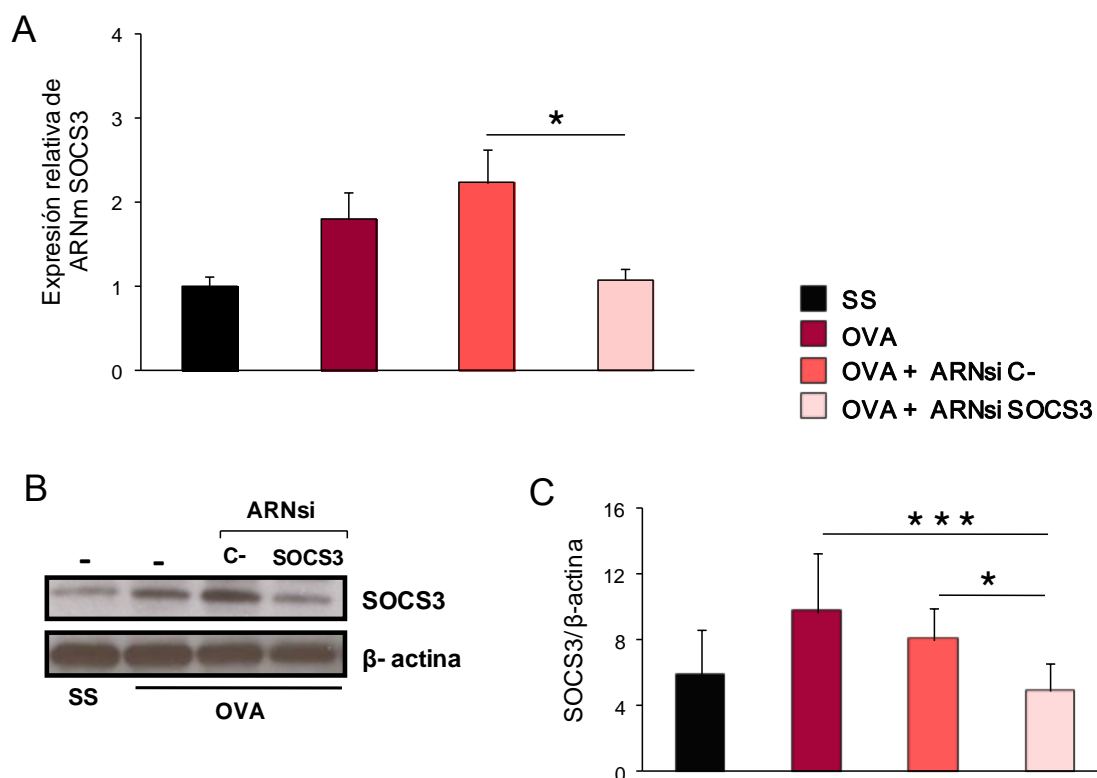 A
Expresión relativa de
ARNm SOCS3
4
3
2
1
0
*
SS
OVA
OVA + ARNsi C-
OVA + ARNsi SOCS3
B
ARNsi
- - C- SOCS3
SOCS3
β- actina
SS
OVA
C
SOCS3/β-actina
16
12
8
4
0
* * *
*